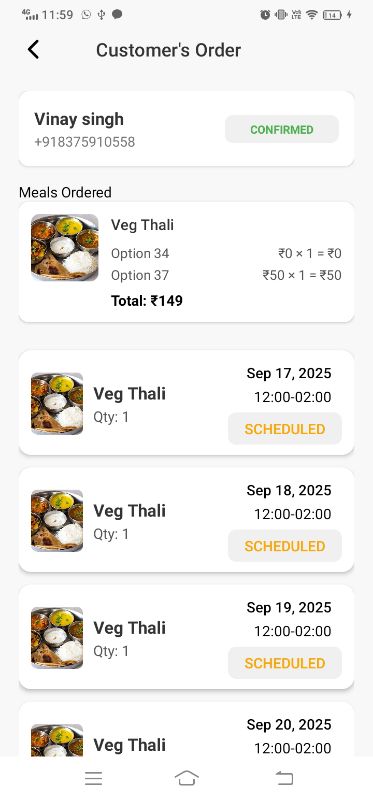 4G 11:59 14
Customer's Order
Vinay singh
+918375910558
CONFIRMED
Meals Ordered
Veg Thali
Option 34 ₹0 × 1 = ₹0
Option 37 ₹50 × 1 = ₹50
Total: ₹149
Sep 17, 2025
Veg Thali
12:00-02:00
Qty: 1
SCHEDULED
Sep 18, 2025
Veg Thali
12:00-02:00
Qty: 1
SCHEDULED
Sep 19, 2025
Veg Thali
12:00-02:00
Qty: 1
SCHEDULED
Sep 20, 2025
Veg Thali
12:00-02:00